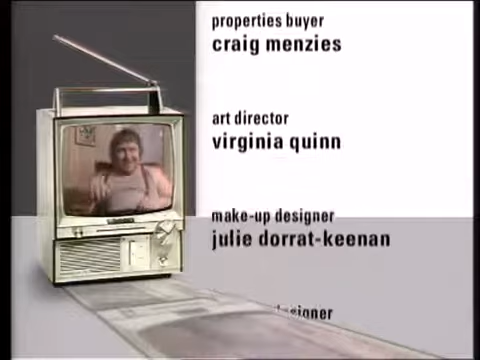 properties buyer
craig menzies
art director
virginia quinn
make-up designer
julie dorrat-keenan